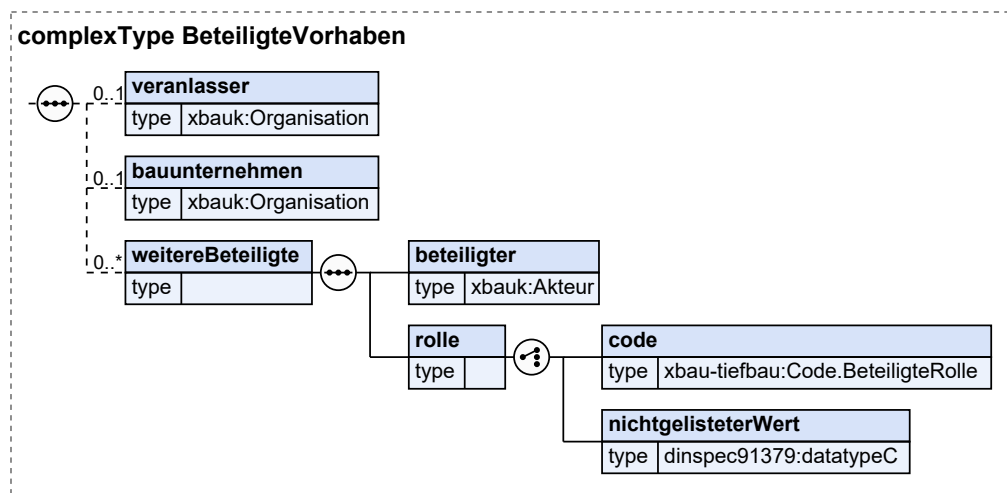 complexType BeteiligteVorhaben
0..1
veranlasser
type xbauk:Organisation
0..1
bauunternehmen
type xbauk:Organisation
0..*
weitereBeteiligte
type
beteiligter
type xbauk:Akteur
rolle
type
code
type xbau-tiefbau:Code.BeteiligteRolle
nichtgelisteterWert
type dinspec91379:datatypeC